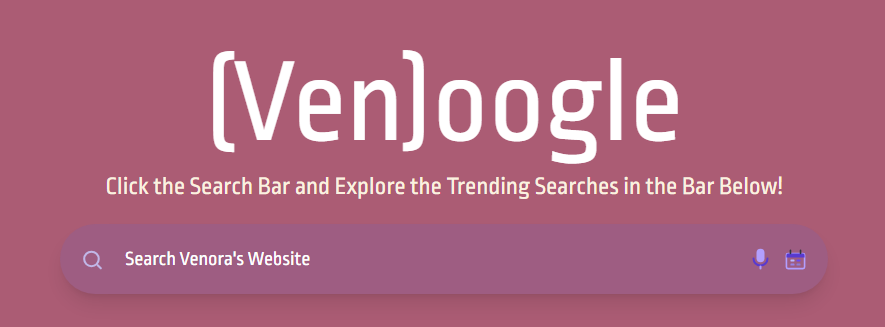 (Ven)oogle
Click the Search Bar and Explore the Trending Searches in the Bar Below!
Search Venora's Website